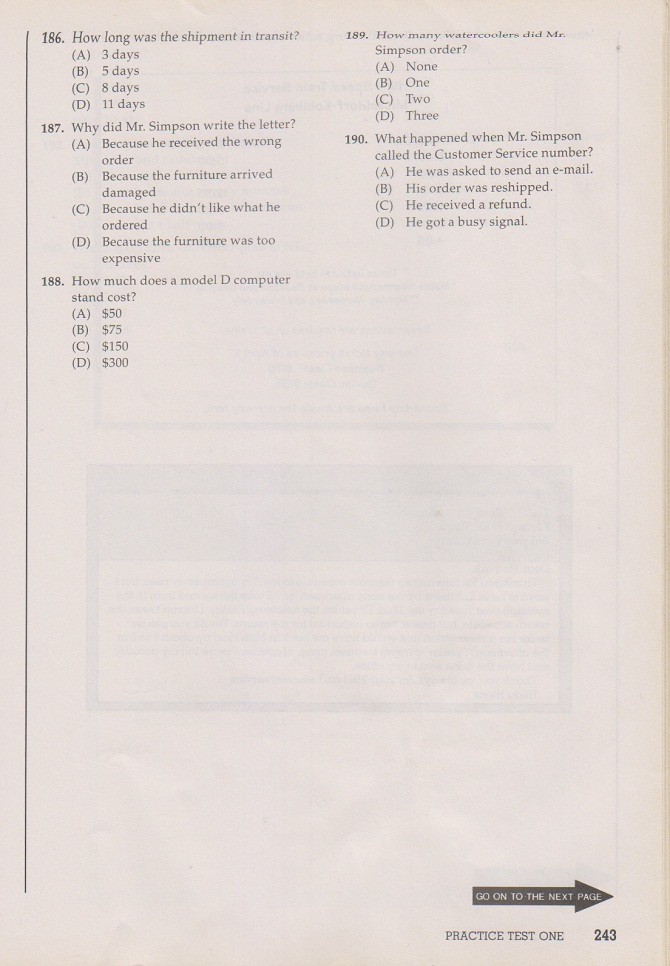 186. How long was the shipment in transit?
(A) 3 days
(B) 5 days
(C) 8 days
(D) 11 days
187. Why did Mr. Simpson write the letter?
(A) Because he received the wrong
order
(B) Because the furniture arrived
damaged
(C) Because he didn't like what he
ordered
(D) Because the furniture was too
expensive
188. How much does a model D computer
stand cost?
(A) $50
(B) $75
(C) $150
(D) $300
189. How many watercoolers did Mr.
Simpson order?
(A) None
(B) One
(C) Two
(D) Three
190. What happened when Mr. Simpson
called the Customer Service number?
(A) He was asked to send an e-mail.
(B) His order was reshipped.
(C) He received a refund.
(D) He got a busy signal.
GO ON TO THE NEXT PAGE
PRACTICE TEST ONE 243